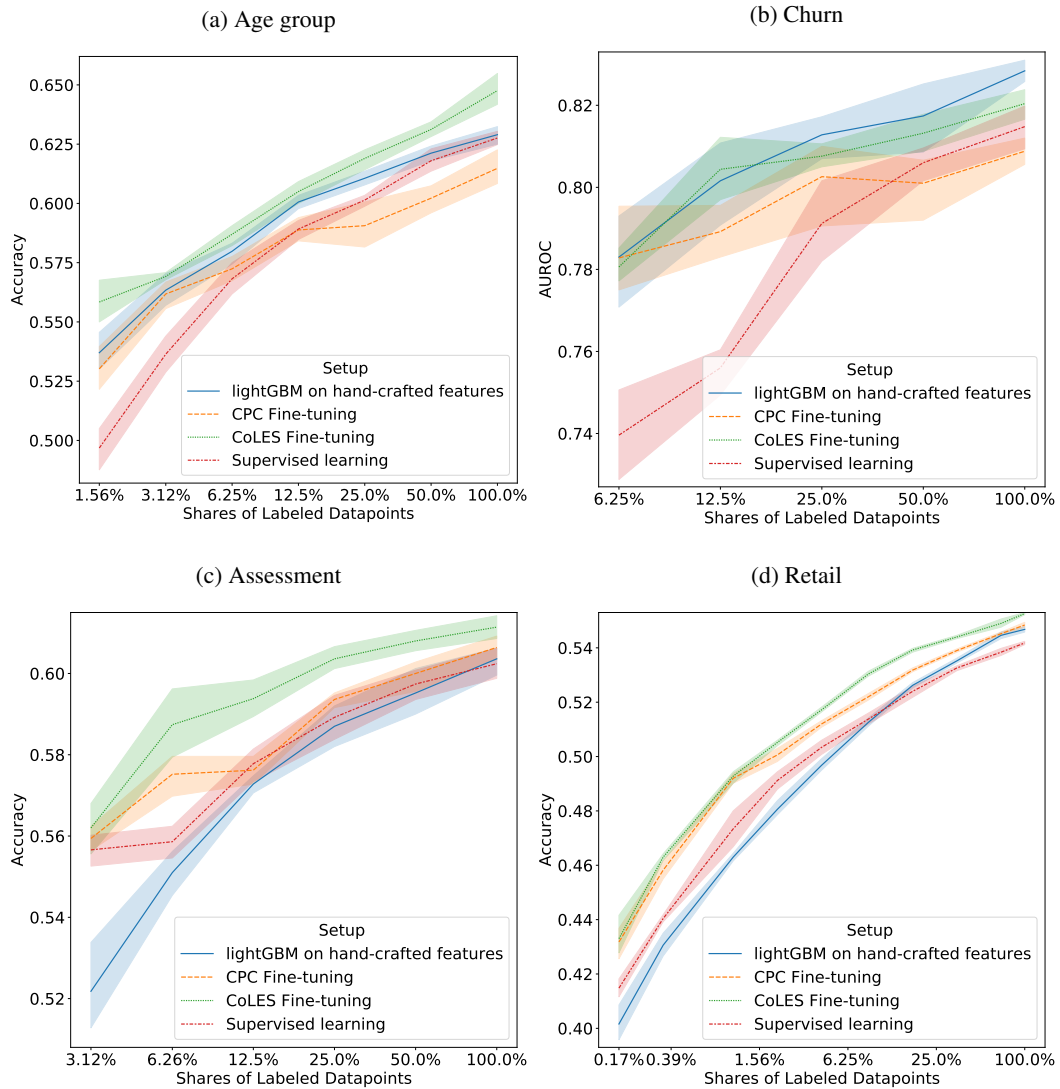 (a) Age group
0.650
0.625
0.600
0.575
0.550
0.525
0.500
Accuracy
Setup
lightGBM on hand-crafted features
CPC Fine-tuning
CoLES Fine-tuning
Supervised learning
1.56% 3.12% 6.25% 12.5% 25.0% 50.0% 100.0%
Shares of Labeled Datapoints
(b) Churn
0.82
0.80
0.78
0.76
0.74
AUROC
Setup
lightGBM on hand-crafted features
CPC Fine-tuning
CoLES Fine-tuning
Supervised learning
6.25% 12.5% 25.0% 50.0% 100.0%
Shares of Labeled Datapoints
(c) Assessment
0.60
0.58
0.56
0.54
0.52
Accuracy
Setup
lightGBM on hand-crafted features
CPC Fine-tuning
CoLES Fine-tuning
Supervised learning
3.12% 6.26% 12.5% 25.0% 50.0% 100.0%
Shares of Labeled Datapoints
(d) Retail
0.54
0.52
0.50
0.48
0.46
0.44
0.42
0.40
Accuracy
Setup
lightGBM on hand-crafted features
CPC Fine-tuning
CoLES Fine-tuning
Supervised learning
0.17% 0.39% 1.56% 6.25% 25.0% 100.0%
Shares of Labeled Datapoints